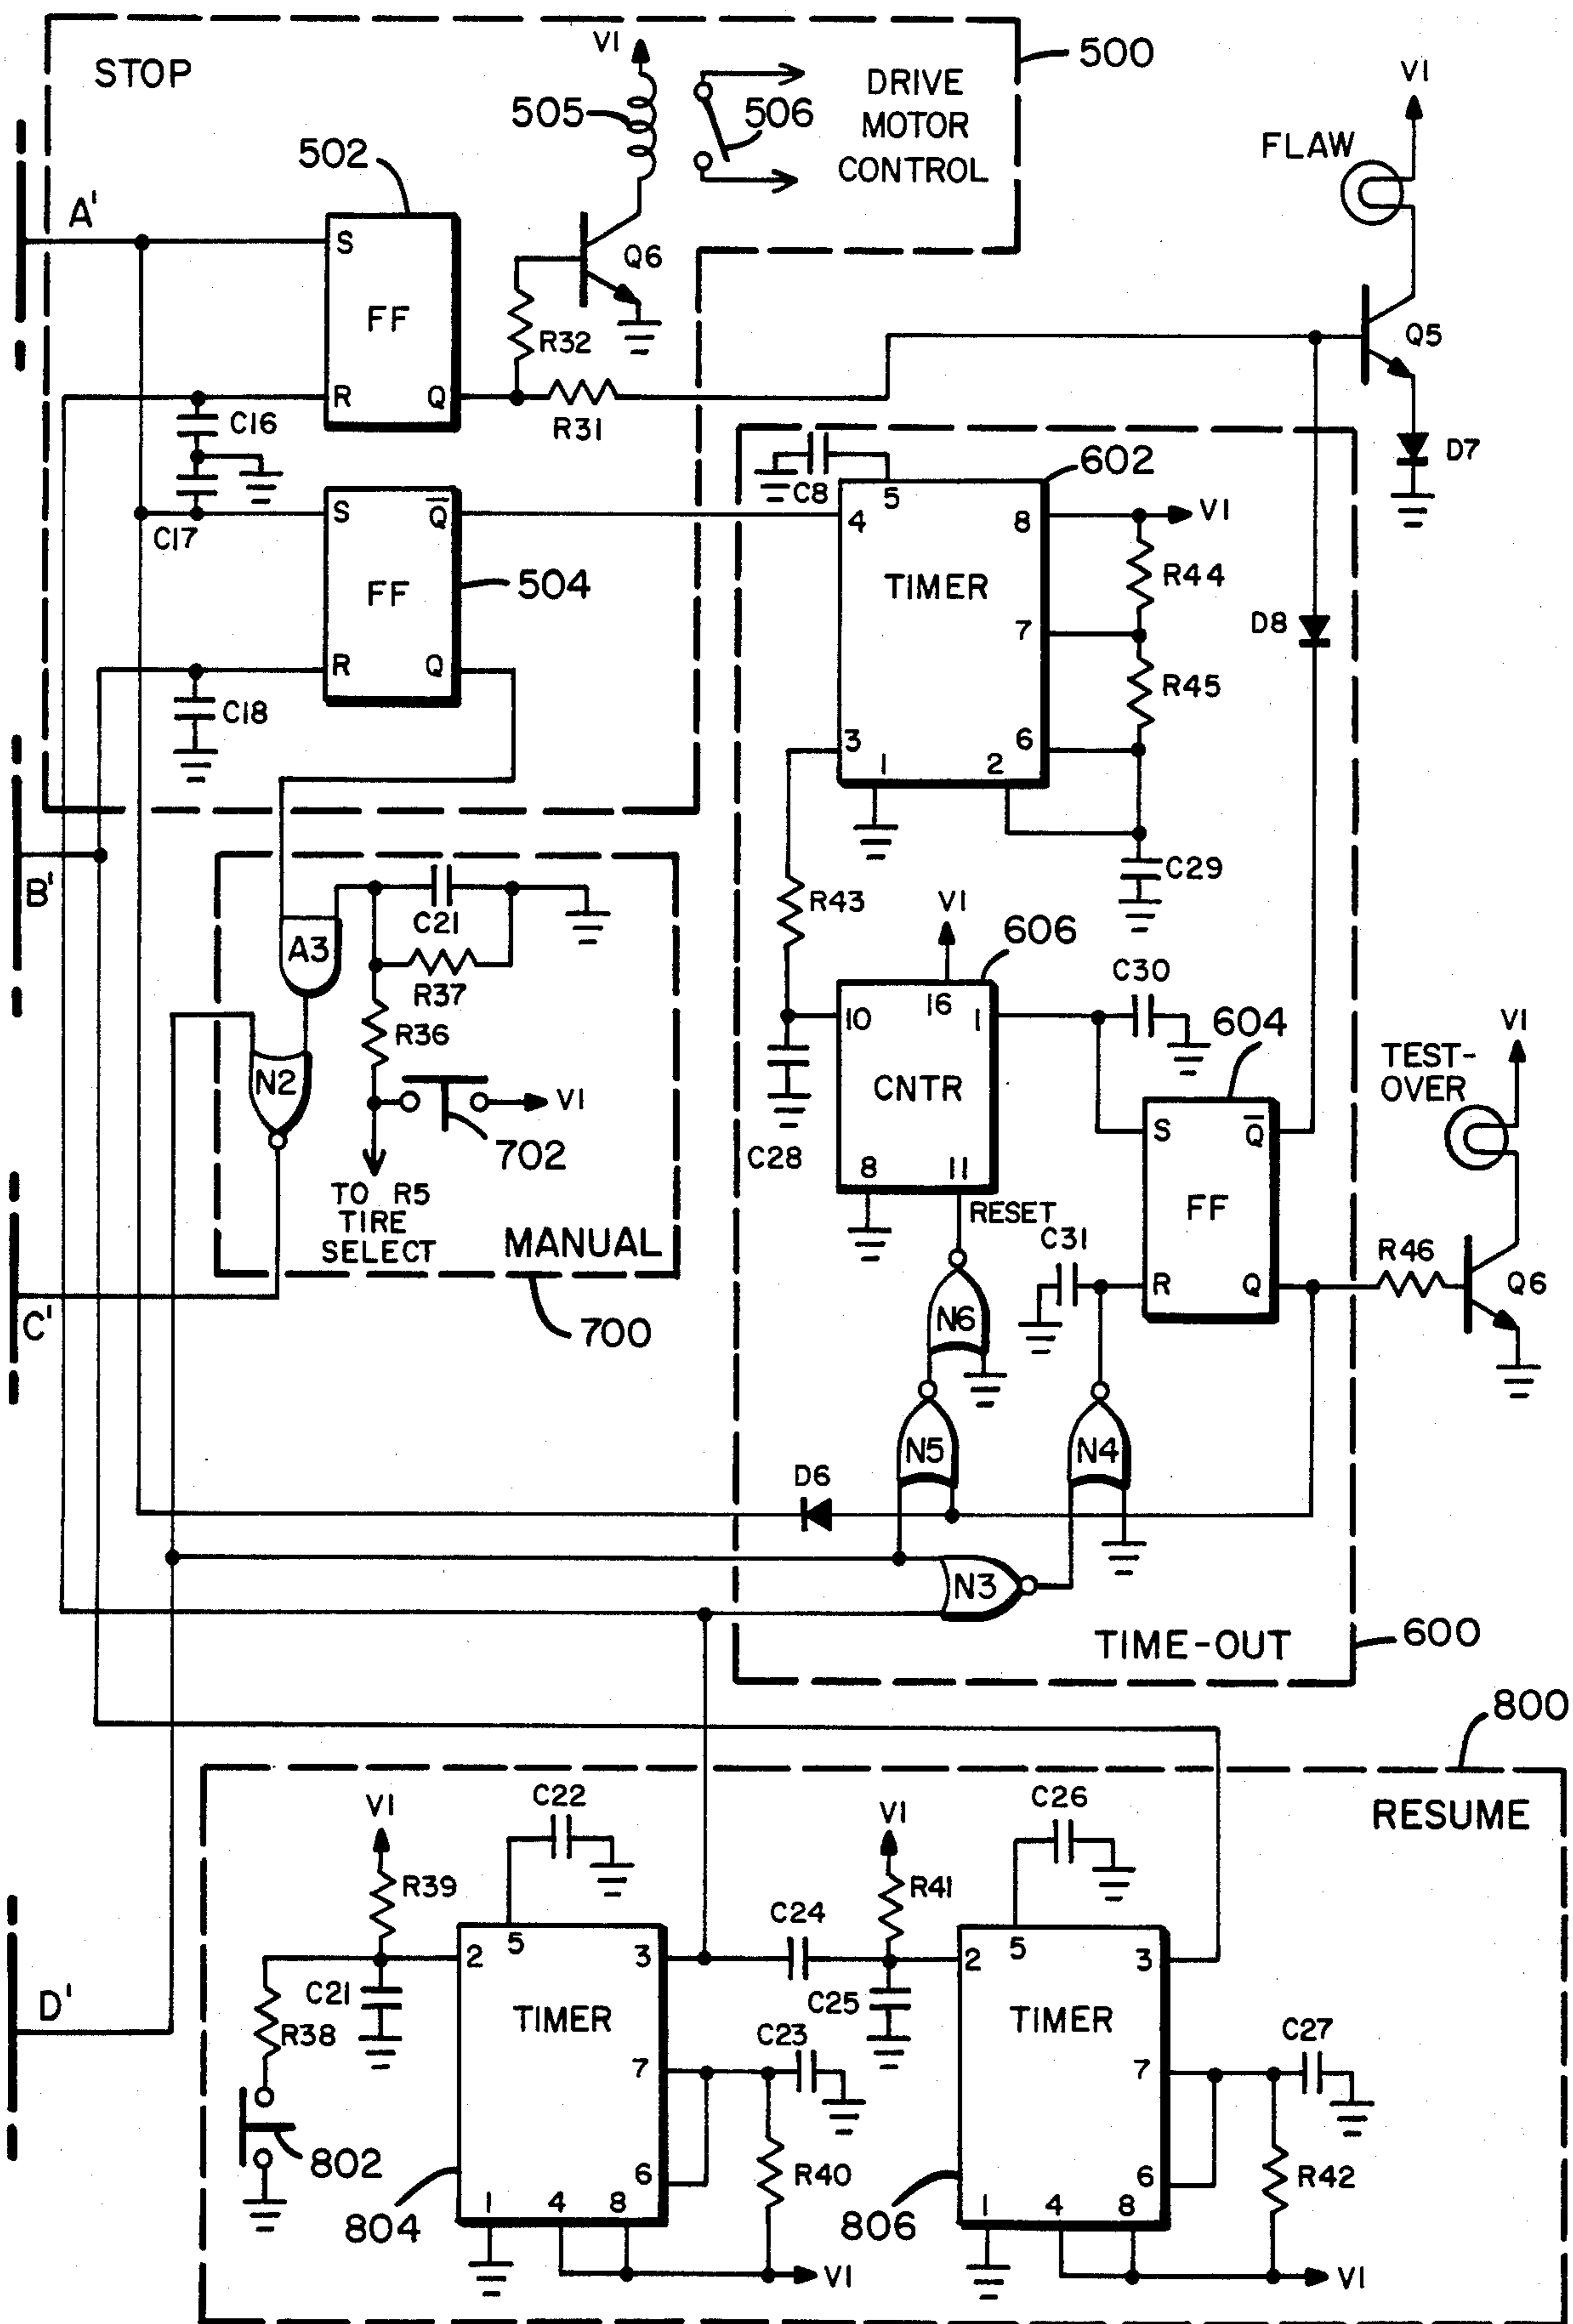 STOP
VI
505
506
DRIVE
MOTOR
CONTROL
500
VI
FLAW
502
A'
S
FF
R
Q
Q6
R32
R31
Q5
D7
C16
C17
S
Q̅
FF
504
R
Q
C18
C8
5
602
4
TIMER
8
VI
R44
7
R45
6
3
1
2
C29
D8
B'
A3
C21
R37
R36
N2
VI
702
TO R5
TIRE
SELECT
MANUAL
700
C'
R43
VI
606
10
16
1
CNTR
C28
8
11
RESET
C30
604
S
Q̅
FF
R
Q
C31
VI
TEST-
OVER
R46
Q6
N6
N5
N4
D6
N3
TIME-OUT
600
800
RESUME
VI
C22
R39
5
2
3
C21
TIMER
R38
7
C23
6
R40
802
1
4
8
804
VI
D'
VI
C24
R41
C26
C25
5
2
3
TIMER
7
C27
6
R42
806
1
4
8
VI